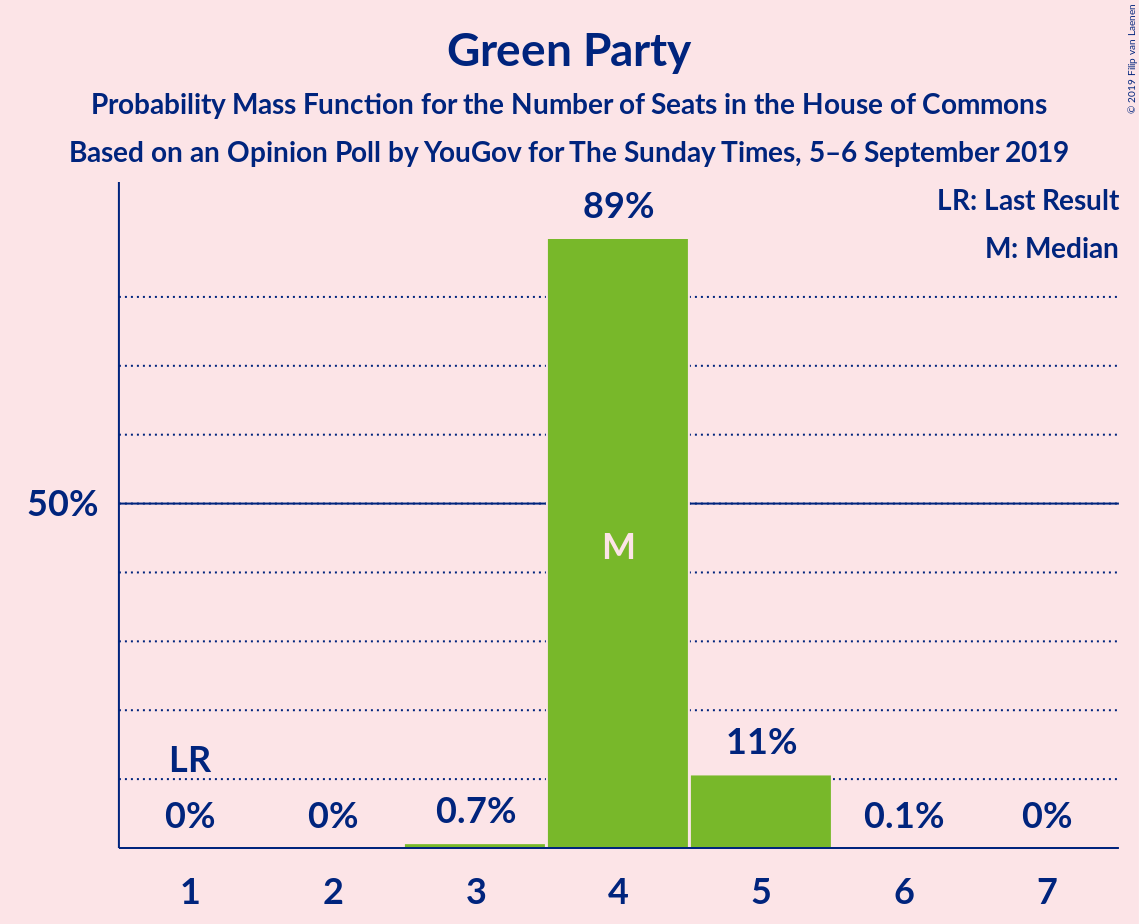 Green Party
Probability Mass Function for the Number of Seats in the House of Commons
Based on an Opinion Poll by YouGov for The Sunday Times, 5–6 September 2019
© 2019 Filip van Laenen
LR: Last Result
M: Median
89%
50%
M
LR
11%
0%
0%
0.7%
0.1%
0%
1
2
3
4
5
6
7